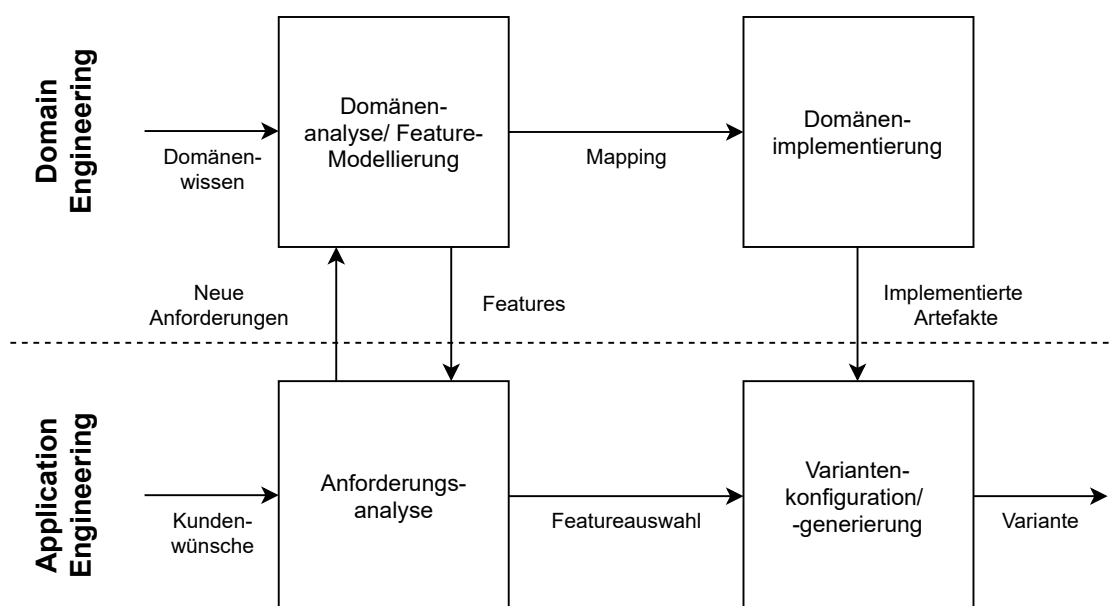 Domain
Engineering
Domänen-
wissen
Domänen-
analyse/ Feature-
Modellierung
Mapping
Domänen-
implementierung
Neue
Anforderungen
Features
Implementierte
Artefakte
Application
Engineering
Kunden-
wünsche
Anforderungs-
analyse
Featureauswahl
Varianten-
konfiguration/
-generierung
Variante